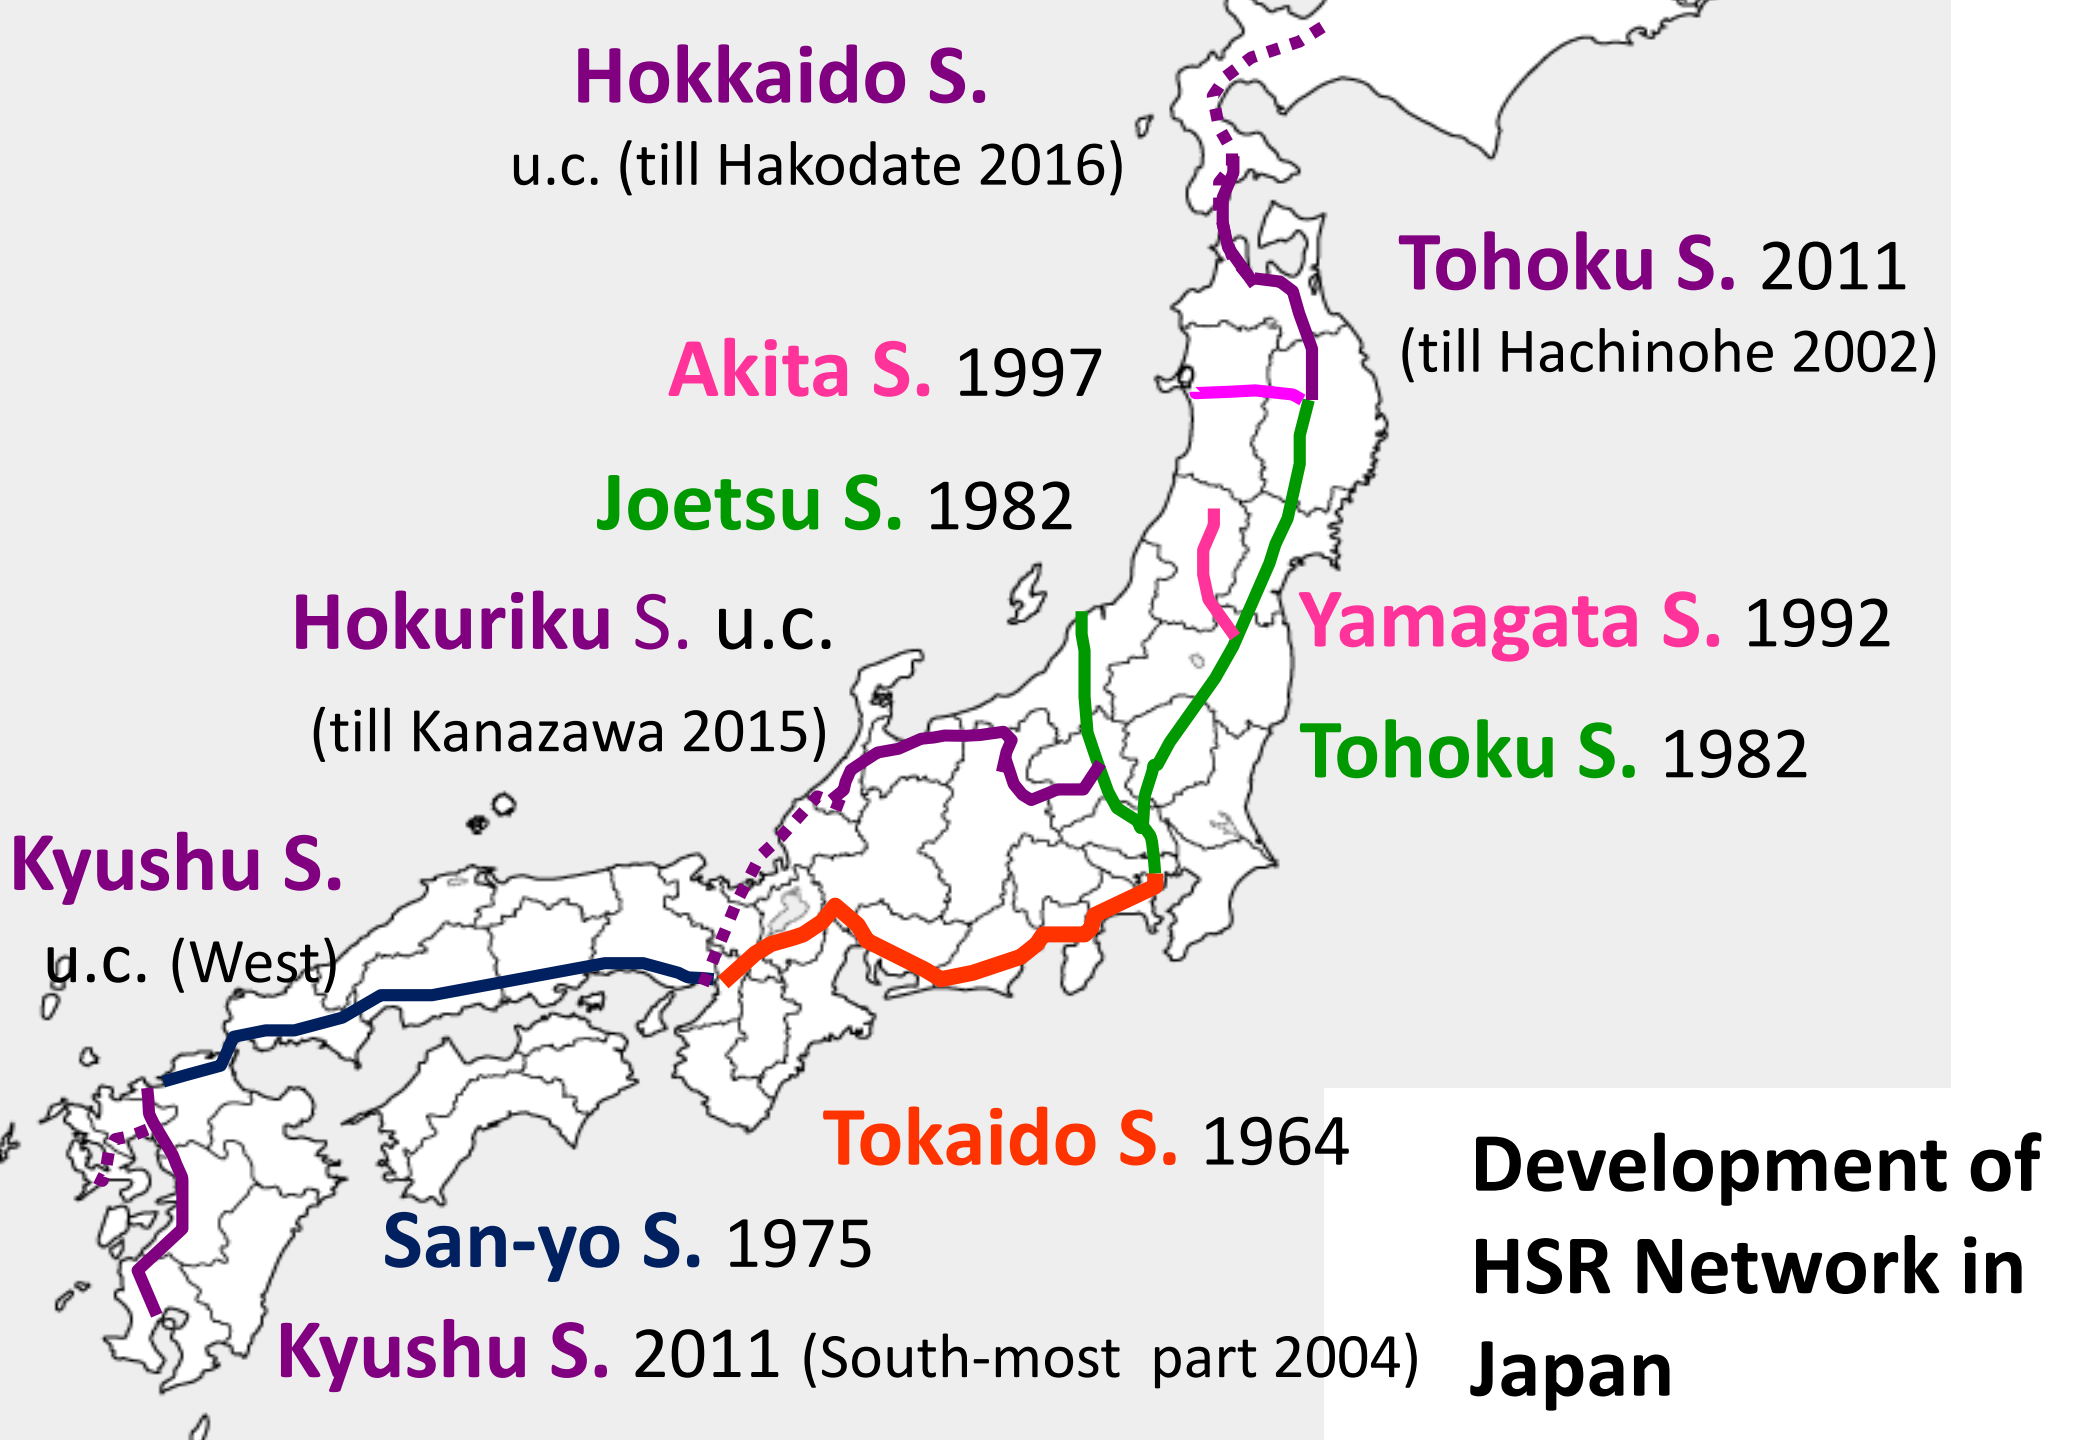 Hokkaido S.
u.c. (till Hakodate 2016)
Tohoku S. 2011
(till Hachinohe 2002)
Akita S. 1997
Joetsu S. 1982
Hokuriku S. u.c.
(till Kanazawa 2015)
Yamagata S. 1992
Tohoku S. 1982
Kyushu S.
u.c. (West)
Tokaido S. 1964
San-yo S. 1975
Kyushu S. 2011 (South-most part 2004)
Development of
HSR Network in
Japan